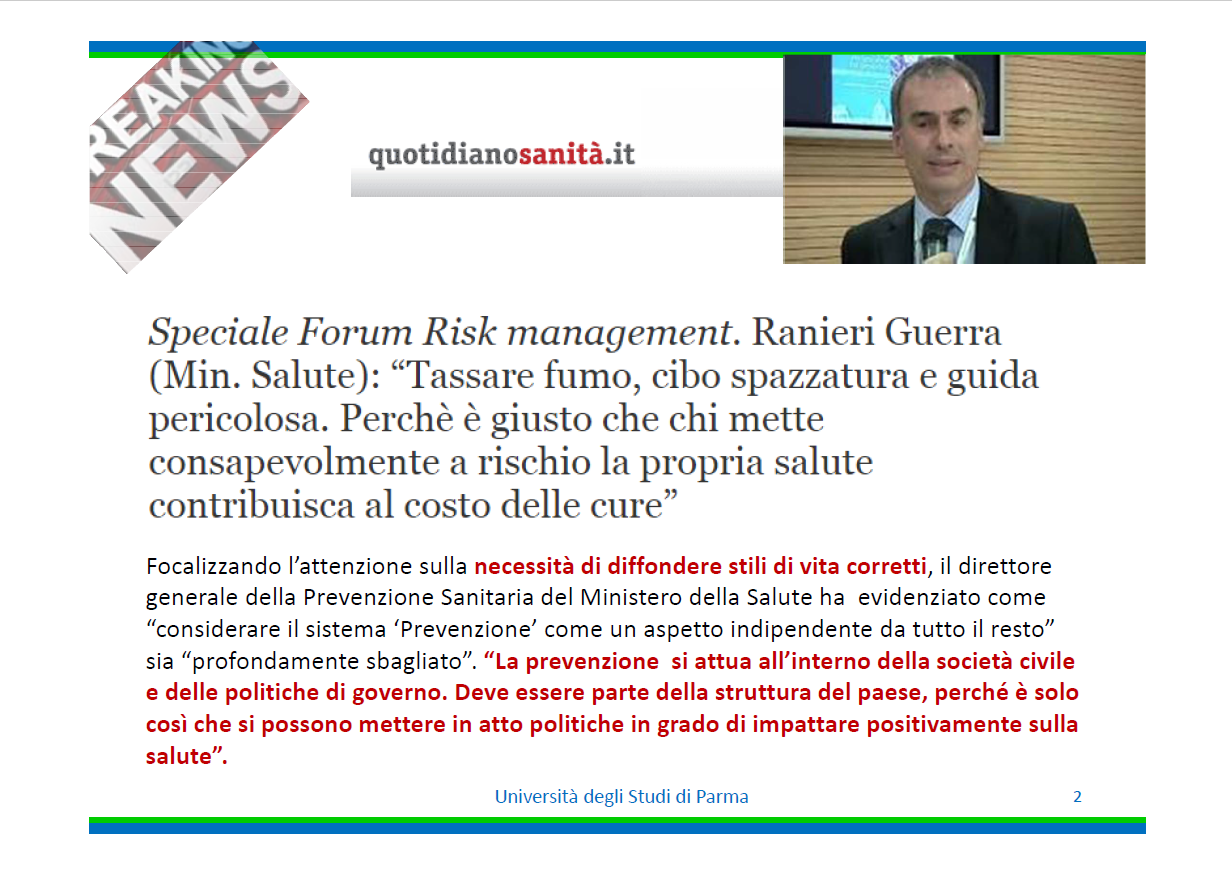 BREAKING
NEWS
quotidianosanità.it
Speciale Forum Risk management. Ranieri Guerra
(Min. Salute): “Tassare fumo, cibo spazzatura e guida
pericolosa. Perchè è giusto che chi mette
consapevolmente a rischio la propria salute
contribuisca al costo delle cure”
Focalizzando l’attenzione sulla necessità di diffondere stili di vita corretti, il direttore
generale della Prevenzione Sanitaria del Ministero della Salute ha evidenziato come
“considerare il sistema ‘Prevenzione’ come un aspetto indipendente da tutto il resto”
sia “profondamente sbagliato”. “La prevenzione si attua all’interno della società civile
e delle politiche di governo. Deve essere parte della struttura del paese, perché è solo
così che si possono mettere in atto politiche in grado di impattare positivamente sulla
salute”.
Università degli Studi di Parma
2